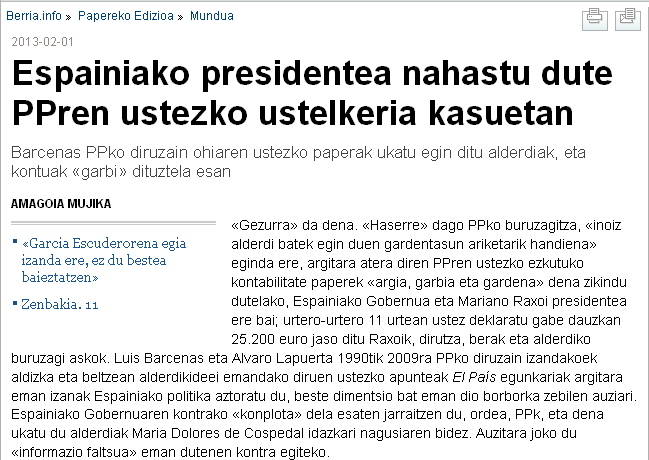 Berria.info » Papereko Edizioa » Mundua
2013-02-01
Espainiako presidentea nahastu dute
PPren ustezko ustelkeria kasuetan
Barcenas PPko diruzain ohiaren ustezko paperak ukatu egin ditu alderdiak, eta
kontuak «garbi» dituztela esan
AMAGOIA MUJIKA
«Garcia Escuderorena egia
izanda ere, ez du bestea
baieztatzen»
Zenbakia. 11
«Gezurra» da dena. «Haserre» dago PPko buruzagitza, «inoiz
alderdi batek egin duen gardentasun ariketarik handiena»
eginda ere, argitara atera diren PPren ustezko ezkutuko
kontabilitate paperek «argia, garbia eta gardena» dena zikindu
dutelako, Espainiako Gobernua eta Mariano Raxoi presidentea
ere bai; urtero-urtero 11 urtean ustez deklaratu gabe dauzkan
25.200 euro jaso ditu Raxoik, dirutza, berak eta alderdiko
buruzagi askok. Luis Barcenas eta Alvaro Lapuerta 1990tik 2009ra PPko diruzain izandakoek
aldizka eta beltzean alderdikideei emandako diruen ustezko apunteak El País egunkariak argitara
eman izanak Espainiako politika aztoratu du, beste dimentsio bat eman dio borborka zebilen auziari.
Espainiako Gobernuaren kontrako «konplota» dela esaten jarraitzen du, ordea, PPk, eta dena
ukatu du alderdiak Maria Dolores de Cospedal idazkari nagusiaren bidez. Auzitara joko du
«informazio faltsua» eman dutenen kontra egiteko.